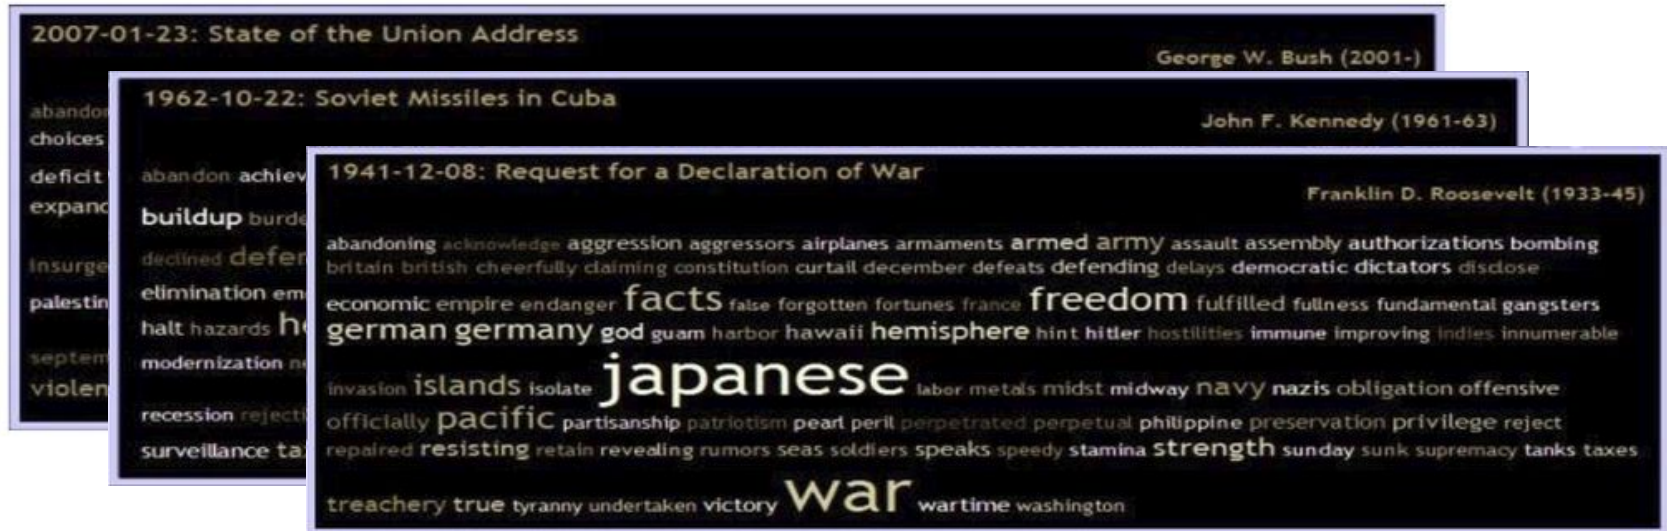 2007-01-23: State of the Union Address
George W. Bush (2001-)
choices
deficit
palestin
violen
1962-10-22: Soviet Missiles in Cuba
John F. Kennedy (1961-63)
abandon achiev
buildup burde
declined defer
elimination em
halt hazards
modernization
recession reject
surveillance ta
1941-12-08: Request for a Declaration of War
Franklin D. Roosevelt (1933-45)
abandoning acknowledge aggression aggressors airplanes armaments armed army assault assembly authorizations bombing
britain british cheerfully claiming constitution curtail december defeats defending delays democratic dictators disclose
economic empire endanger facts false forgotten fortunes france freedom fulfilled fullness fundamental gangsters
german germany god guam harbor hawaii hemisphere hint hitler hostilities immune improving indies innumerable
invasion islands isolate japanese labor metals midst midway navy nazis obligation offensive
officially pacific partisanship patriotism pearl peril perpetrated perpetual philippine preservation privilege reject
repaired resisting retain revealing rumors seas soldiers speaks speedy stamina strength sunday sunk supremacy tanks taxes
treachery true tyranny undertaken victory war wartime washington